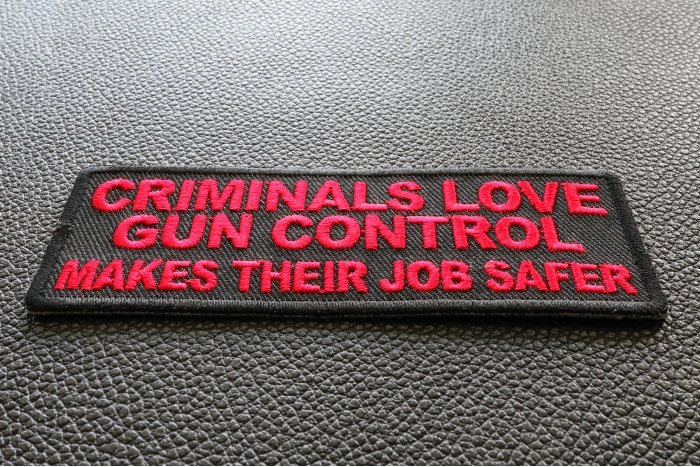 CRIMINALS LOVE
GUN CONTROL
MAKES THEIR JOB SAFER